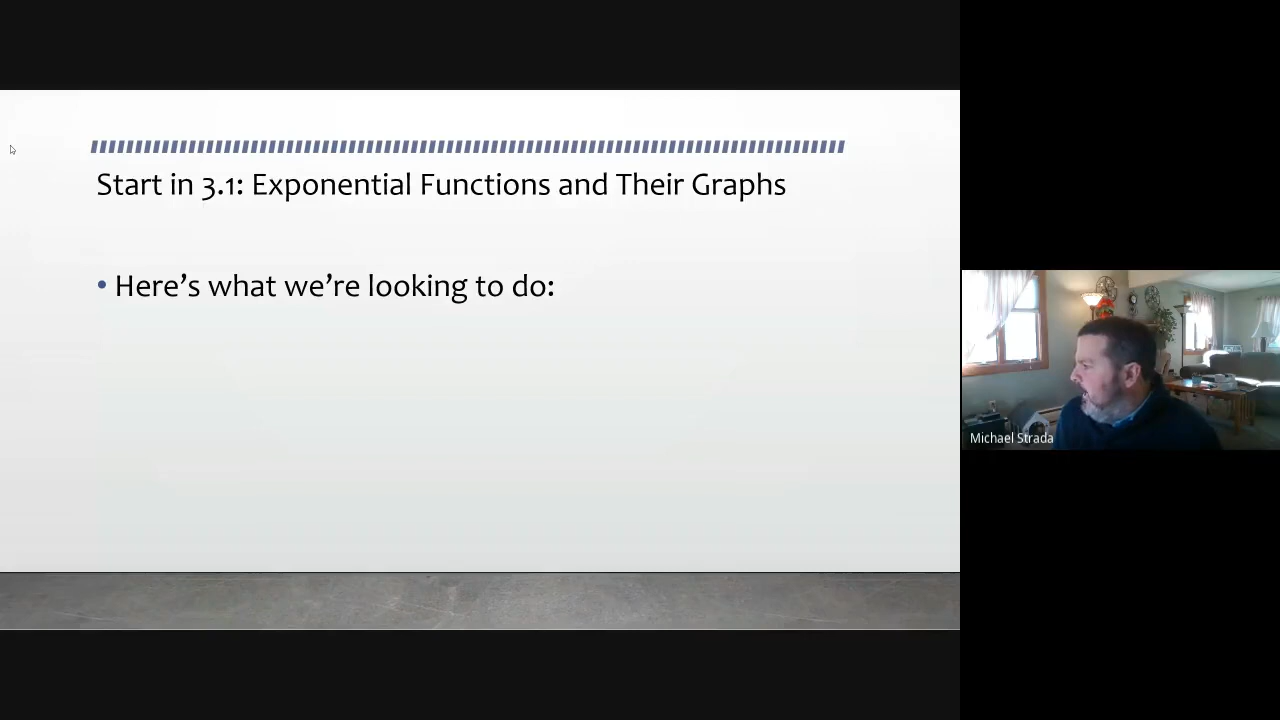 Start in 3.1: Exponential Functions and Their Graphs
• Here’s what we’re looking to do:
Michael Strada